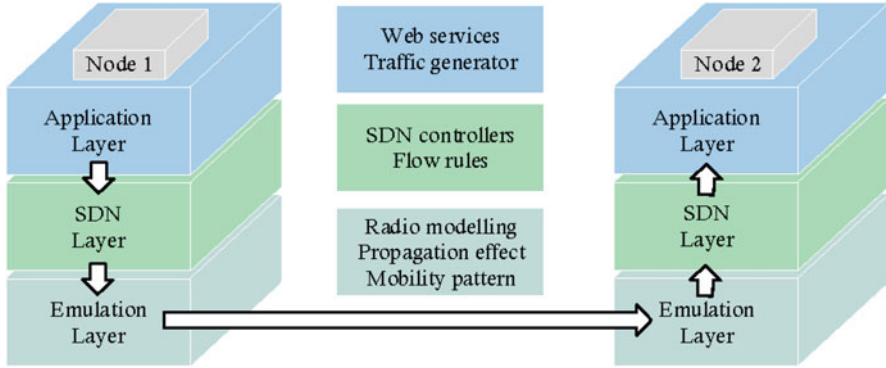 Node 1
Application
Layer
SDN
Layer
Emulation
Layer
Web services
Traffic generator
SDN controllers
Flow rules
Radio modelling
Propagation effect
Mobility pattern
Node 2
Application
Layer
SDN
Layer
Emulation
Layer